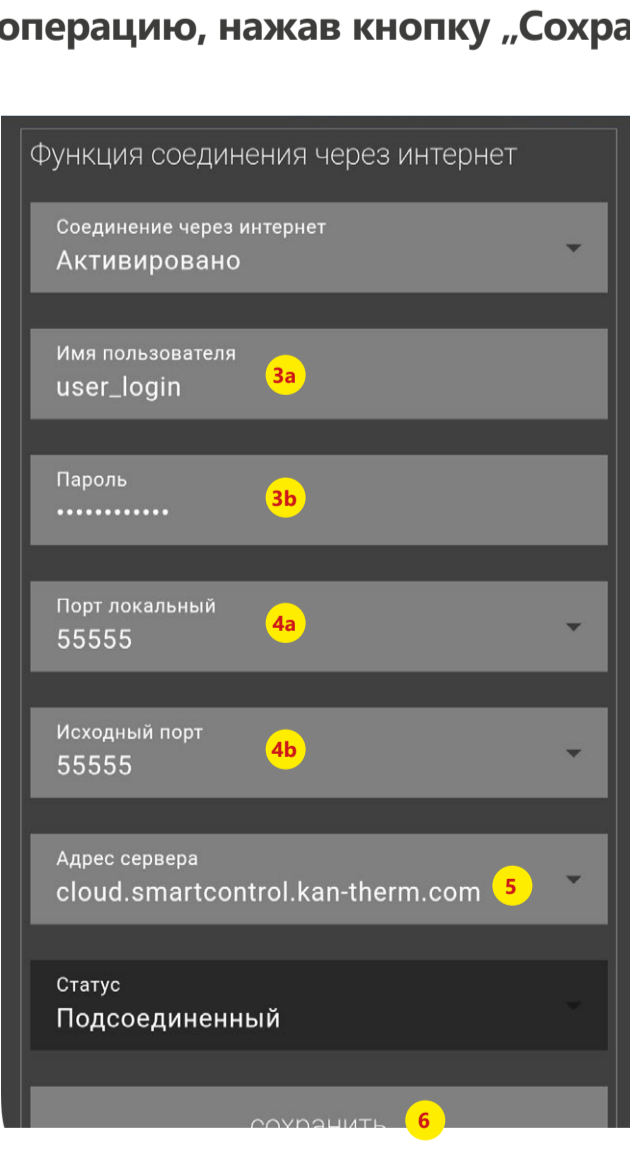 операцию, нажав кнопку „Сохра
Функция соединения через интернет
Соединение через интернет
Активировано
Имя пользователя
user_login
3a
Пароль
••••••••••••
3b
Порт локальный
55555
4a
Исходный порт
55555
4b
Адрес сервера
cloud.smartcontrol.kan-therm.com
5
Статус
Подсоединенный
сохранить
6